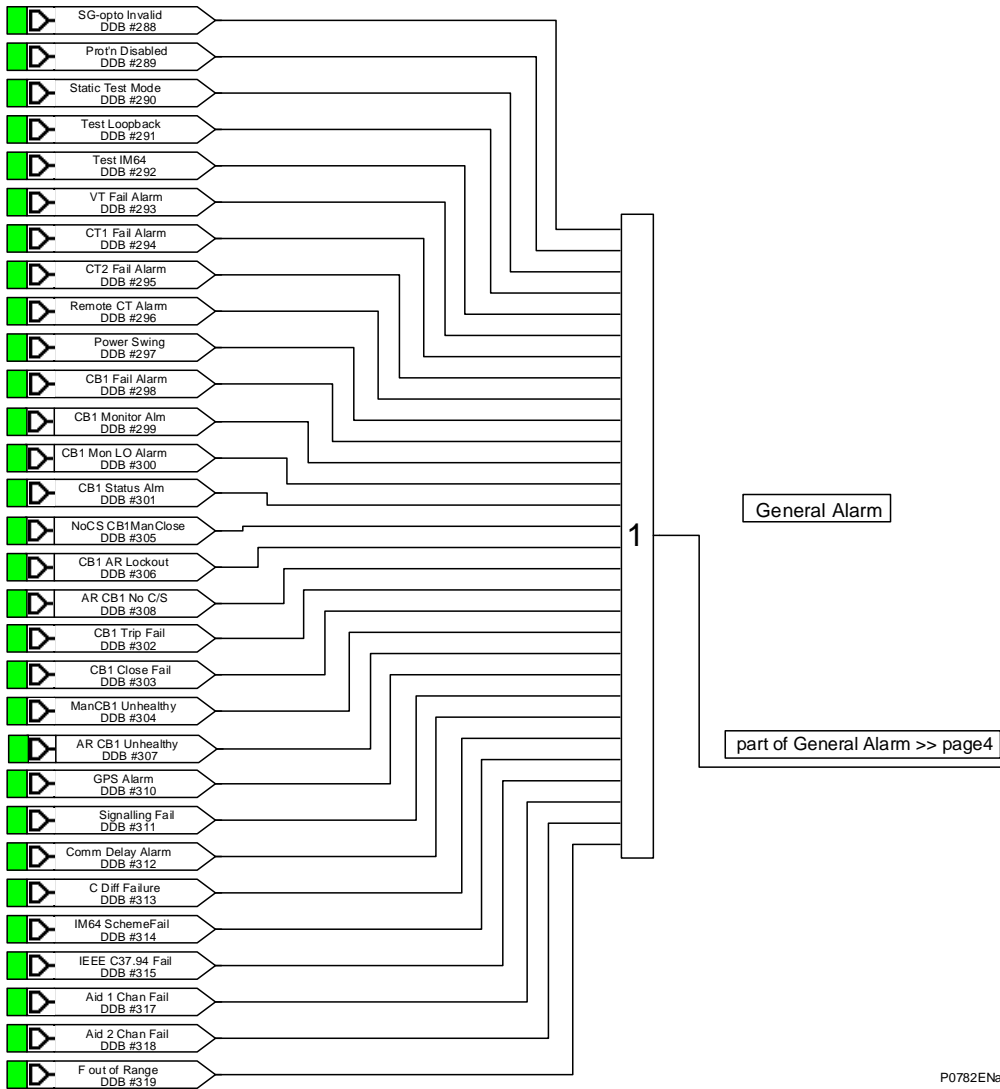 SG-opto Invalid
DDB #288
Prot'n Disabled
DDB #289
Static Test Mode
DDB #290
Test Loopback
DDB #291
Test IM64
DDB #292
VT Fail Alarm
DDB #293
CT1 Fail Alarm
DDB #294
CT2 Fail Alarm
DDB #295
Remote CT Alarm
DDB #296
Power Swing
DDB #297
CB1 Fail Alarm
DDB #298
CB1 Monitor Alm
DDB #299
CB1 Mon LO Alarm
DDB #300
CB1 Status Alm
DDB #301
NoCS CB1ManClose
DDB #305
CB1 AR Lockout
DDB #306
AR CB1 No C/S
DDB #308
CB1 Trip Fail
DDB #302
CB1 Close Fail
DDB #303
ManCB1 Unhealthy
DDB #304
AR CB1 Unhealthy
DDB #307
GPS Alarm
DDB #310
Signalling Fail
DDB #311
Comm Delay Alarm
DDB #312
C Diff Failure
DDB #313
IM64 SchemeFail
DDB #314
IEEE C37.94 Fail
DDB #315
Aid 1 Chan Fail
DDB #317
Aid 2 Chan Fail
DDB #318
F out of Range
DDB #319
1
General Alarm
part of General Alarm >> page4
P0782ENa